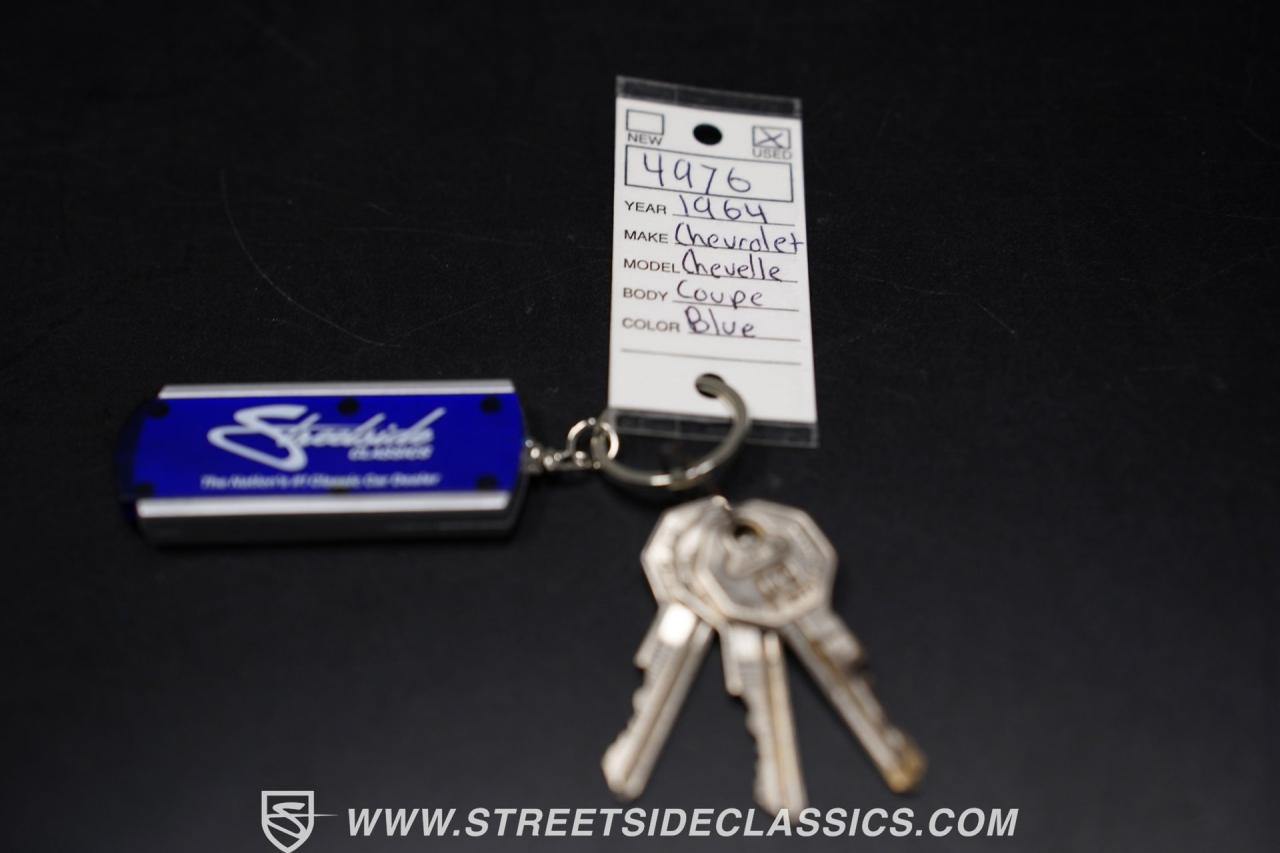 NEW
USED
4976
YEAR 1964
MAKE Chevrolet
MODEL Chevelle
BODY Coupe
COLOR Blue
Streetside
CLASSICS
The Nation's #1 Classic Car Dealer
WWW.STREETSIDECLASSICS.COM